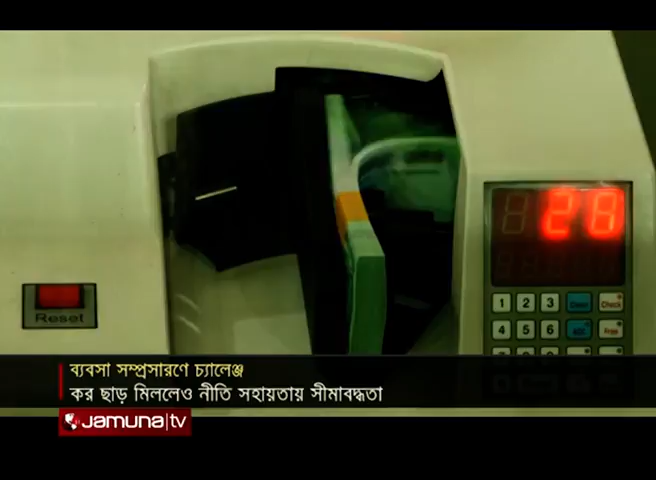 28
Reset
1 2 3 Check
4 5 6
ব্যবসা সম্প্রসারণে চ্যালেঞ্জ
কর ছাড় মিললেও নীতি সহায়তায় সীমাবদ্ধতা
Jamuna|tv